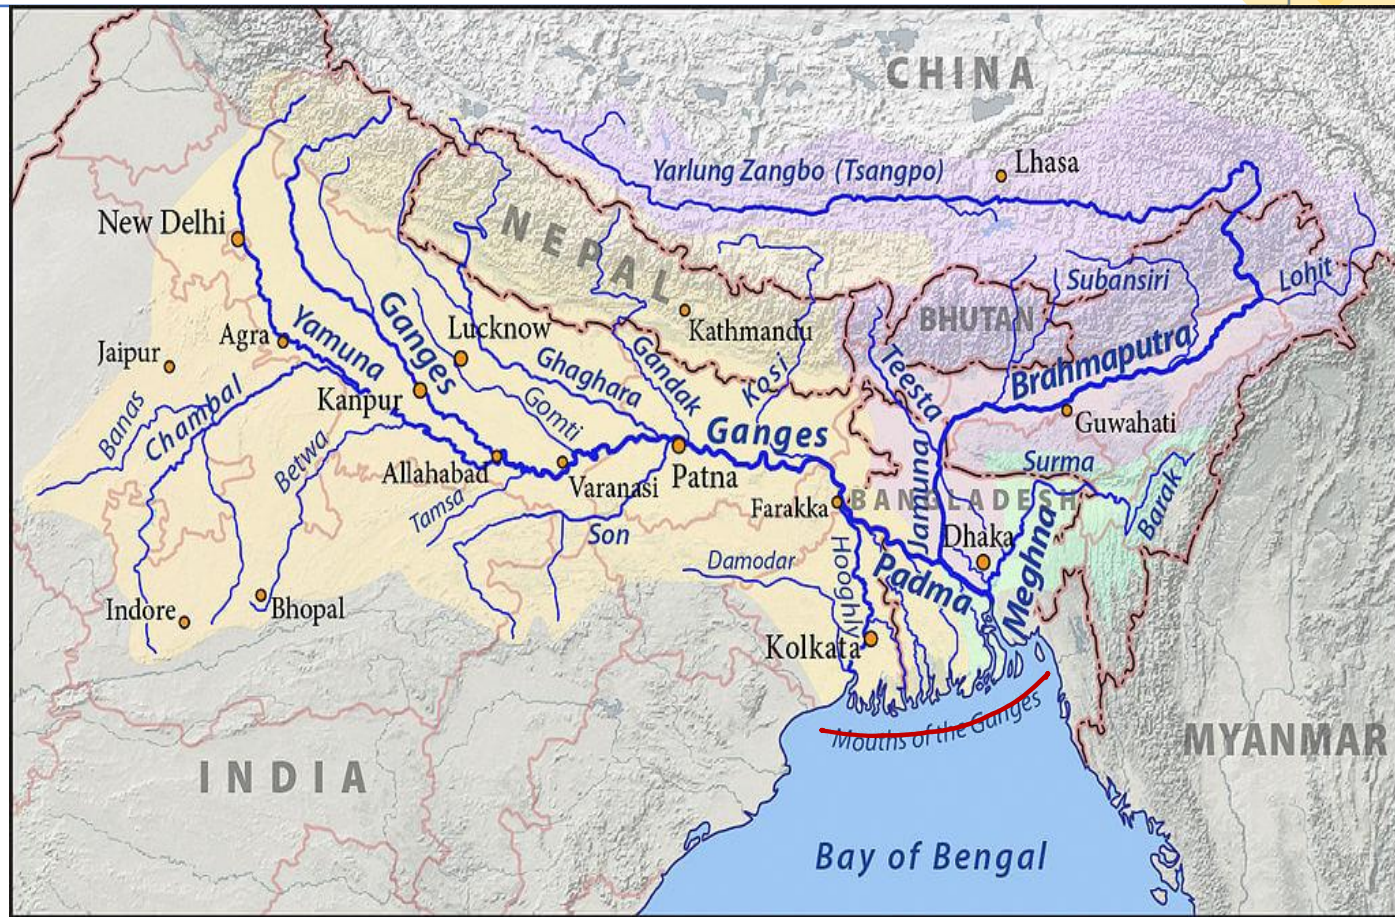 CHINA
Yarlung Zangbo (Tsangpo)
Lhasa
New Delhi
NEPAL
Subansiri
Lohit
BHUTAN
Kathmandu
Ganges
Yamuna
Agra
Lucknow
Jaipur
Ghaghara
Gandak
Kosi
Teesta
Brahmaputra
Banas
Chambal
Kanpur
Gomti
Ganges
Guwahati
Betwa
Allahabad
Varanasi
Patna
Surma
Barak
Tamsa
Son
Farakka
BANGLADESH
Jamuna
Dhaka
Meghna
Damodar
Hooghly
Padma
Indore
Bhopal
Kolkata
Mouths of the Ganges
INDIA
MYANMAR
Bay of Bengal